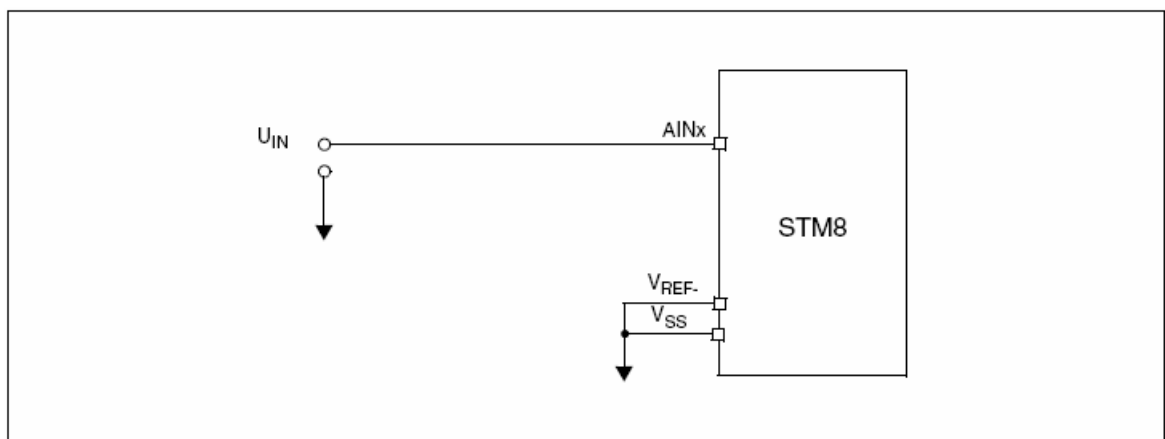 U_IN
AINx
STM8
V_REF-
V_SS